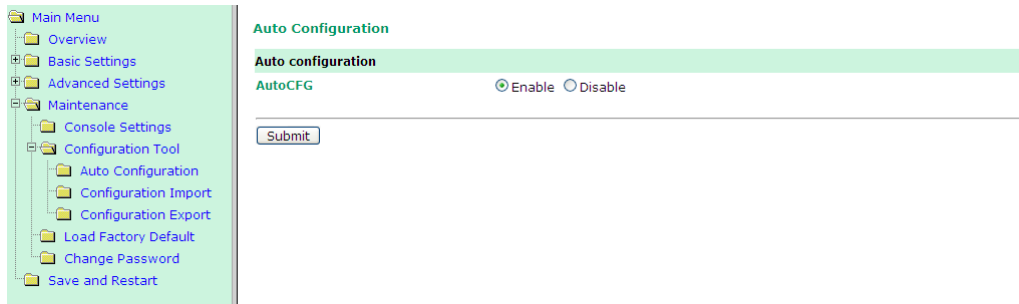 Main Menu
Overview
Basic Settings
Advanced Settings
Maintenance
Console Settings
Configuration Tool
Auto Configuration
Configuration Import
Configuration Export
Load Factory Default
Change Password
Save and Restart
Auto Configuration
Auto configuration
AutoCFG Enable Disable
Submit